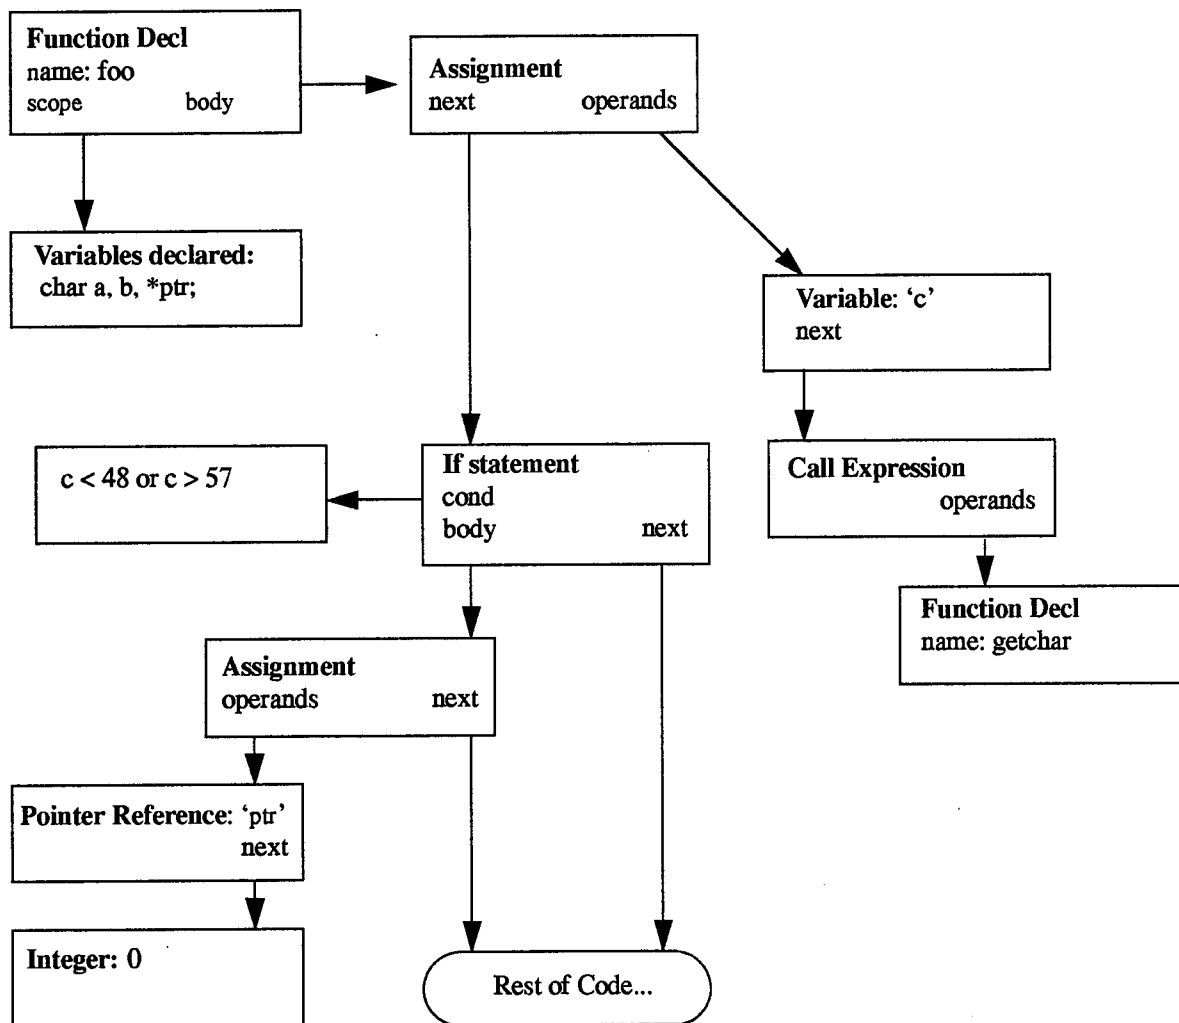 Function Decl
name: foo
scope body
Assignment
next operands
Variables declared:
char a, b, *ptr;
Variable: ‘c’
next
c < 48 or c > 57
If statement
cond
body next
Call Expression
operands
Function Decl
name: getchar
Assignment
operands next
Pointer Reference: ‘ptr’
next
Integer: 0
Rest of Code...